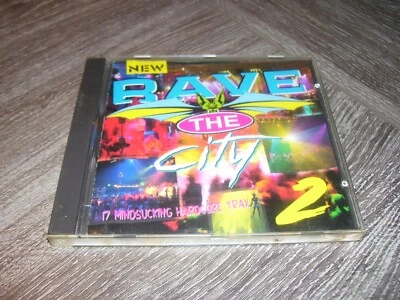 NEW
RAVE
THE
City
2
17 MINDSUCKING HARDCORE TRAX